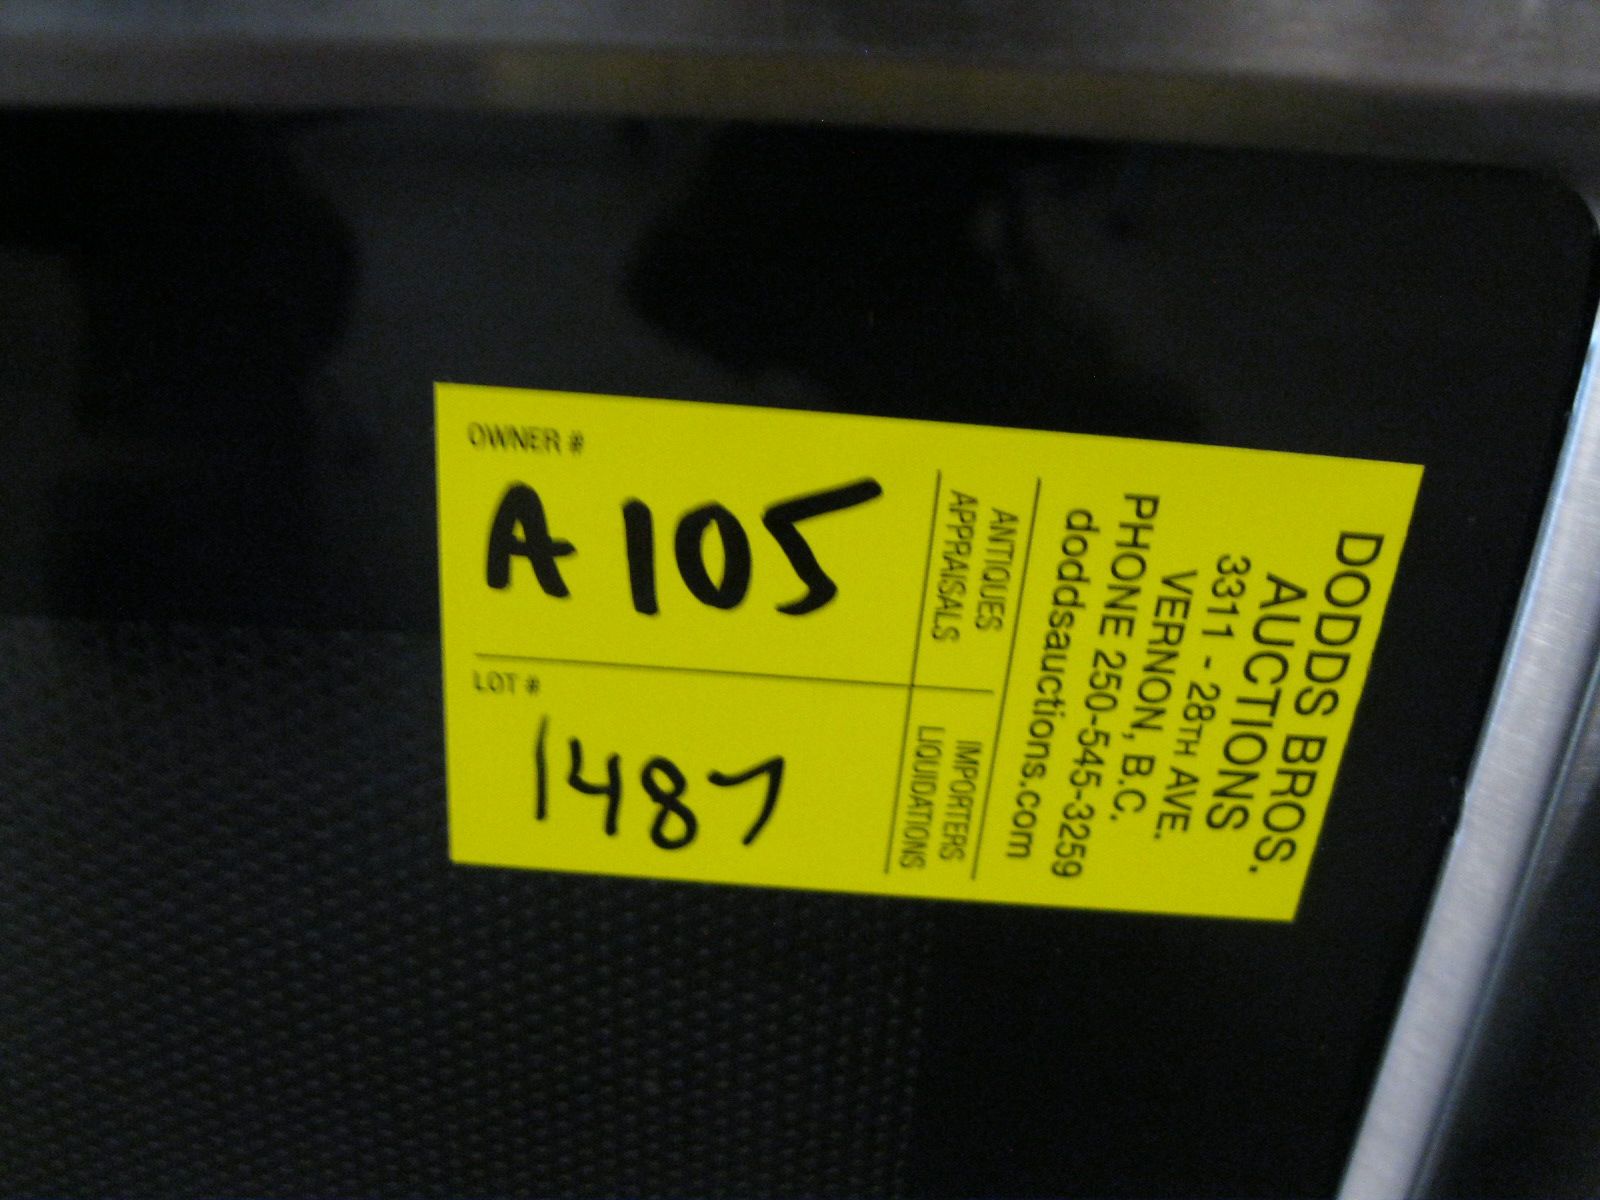 OWNER #
A105
LOT #
1487
ANTIQUES
APPRAISALS
IMPORTERS
LIQUIDATIONS
DODDS BROS.
AUCTIONS
3311 - 28TH AVE.
VERNON, B.C.
PHONE 250-545-3259
doddsauctions.com